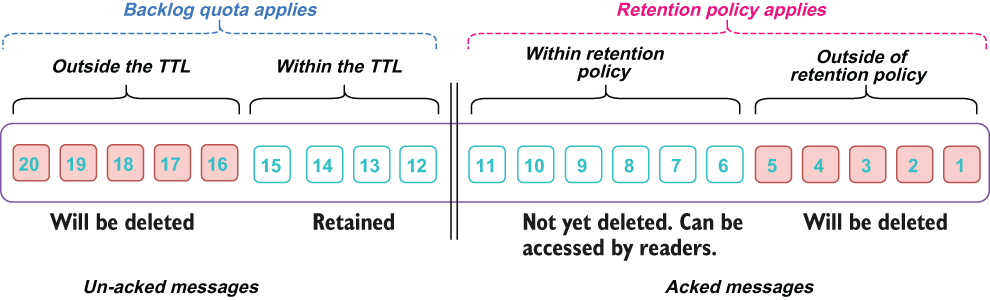 Backlog quota applies
Retention policy applies
Outside the TTL
Within the TTL
Within retention
policy
Outside of
retention policy
20 19 18 17 16 15 14 13 12 11 10 9 8 7 6 5 4 3 2 1
Will be deleted
Retained
Not yet deleted. Can be
accessed by readers.
Will be deleted
Un-acked messages
Acked messages